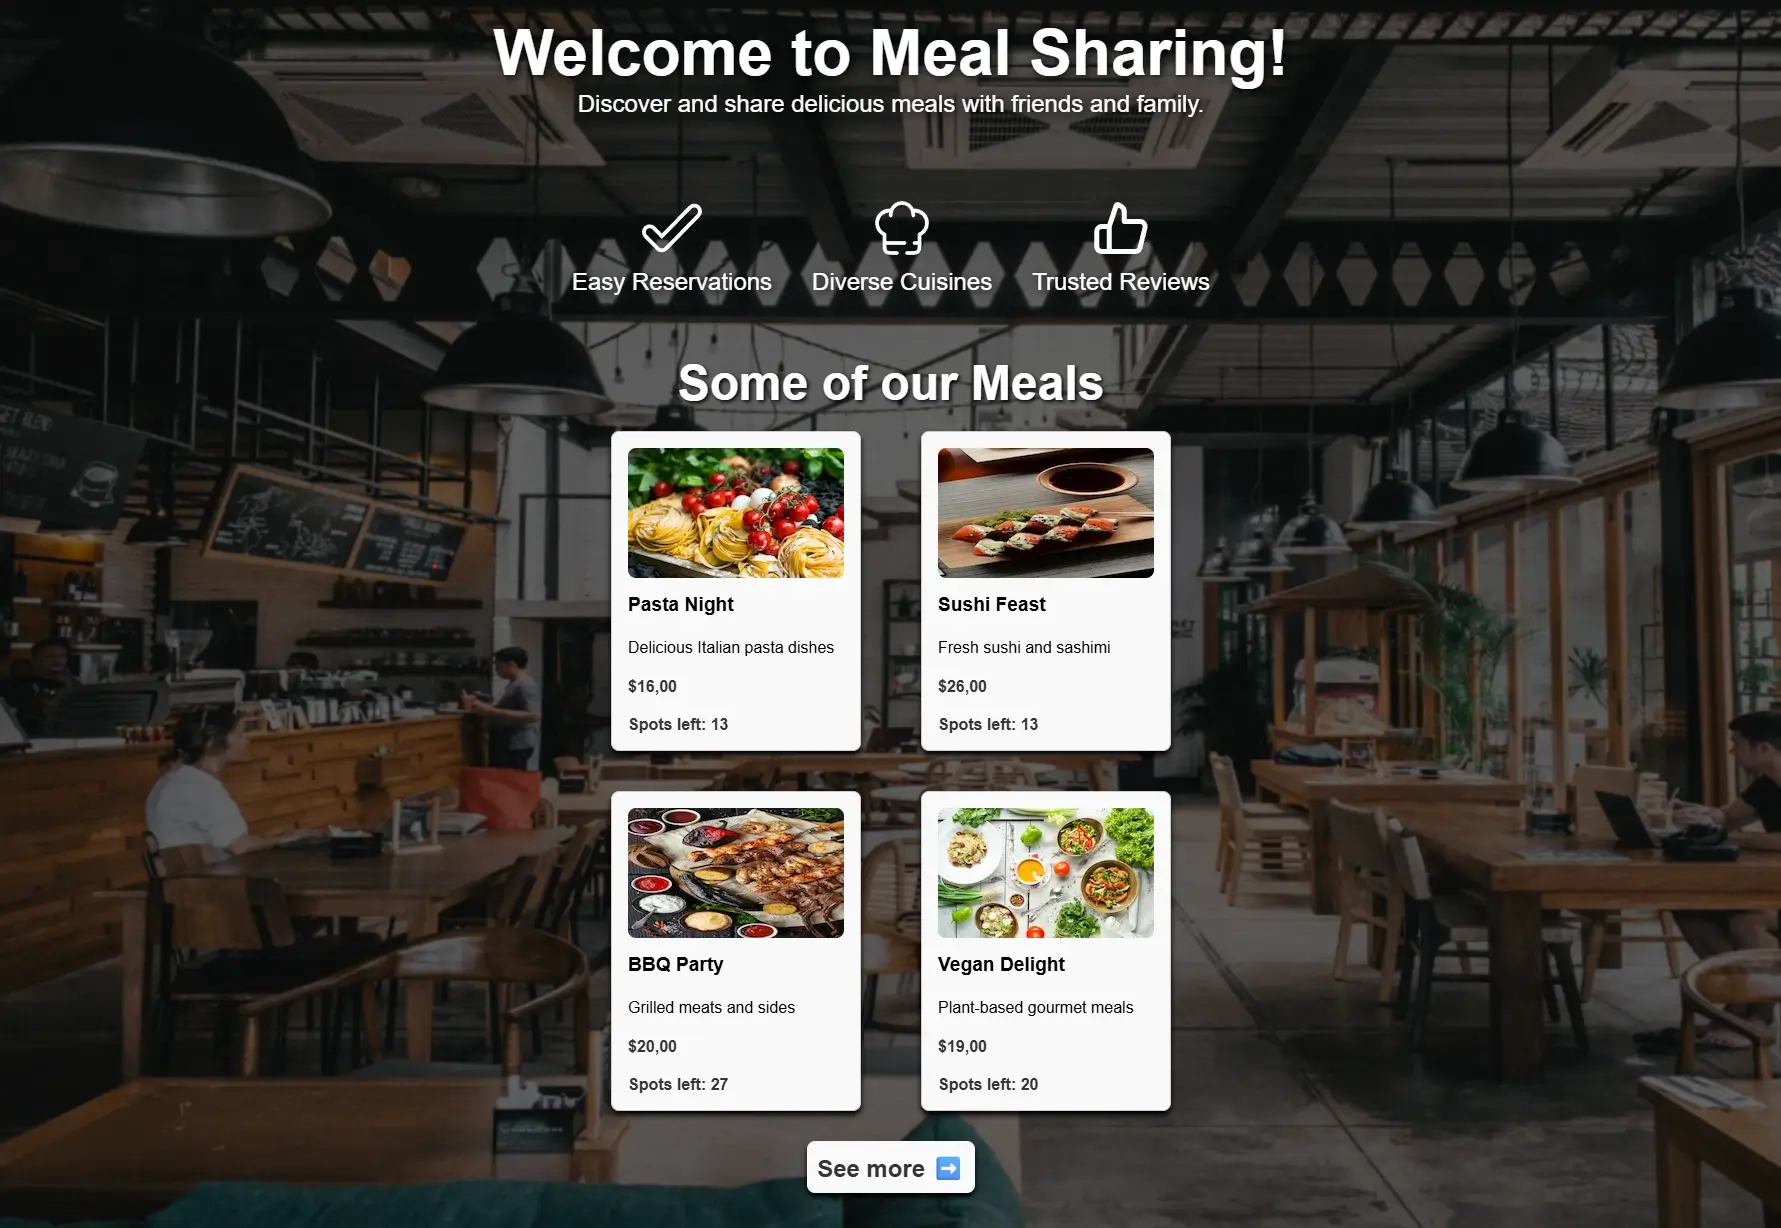 Welcome to Meal Sharing!
Discover and share delicious meals with friends and family.
Easy Reservations
Diverse Cuisines
Trusted Reviews
Some of our Meals
Pasta Night
Delicious Italian pasta dishes
$16,00
Spots left: 13
Sushi Feast
Fresh sushi and sashimi
$26,00
Spots left: 13
BBQ Party
Grilled meats and sides
$20,00
Spots left: 27
Vegan Delight
Plant-based gourmet meals
$19,00
Spots left: 20
See more ➡️